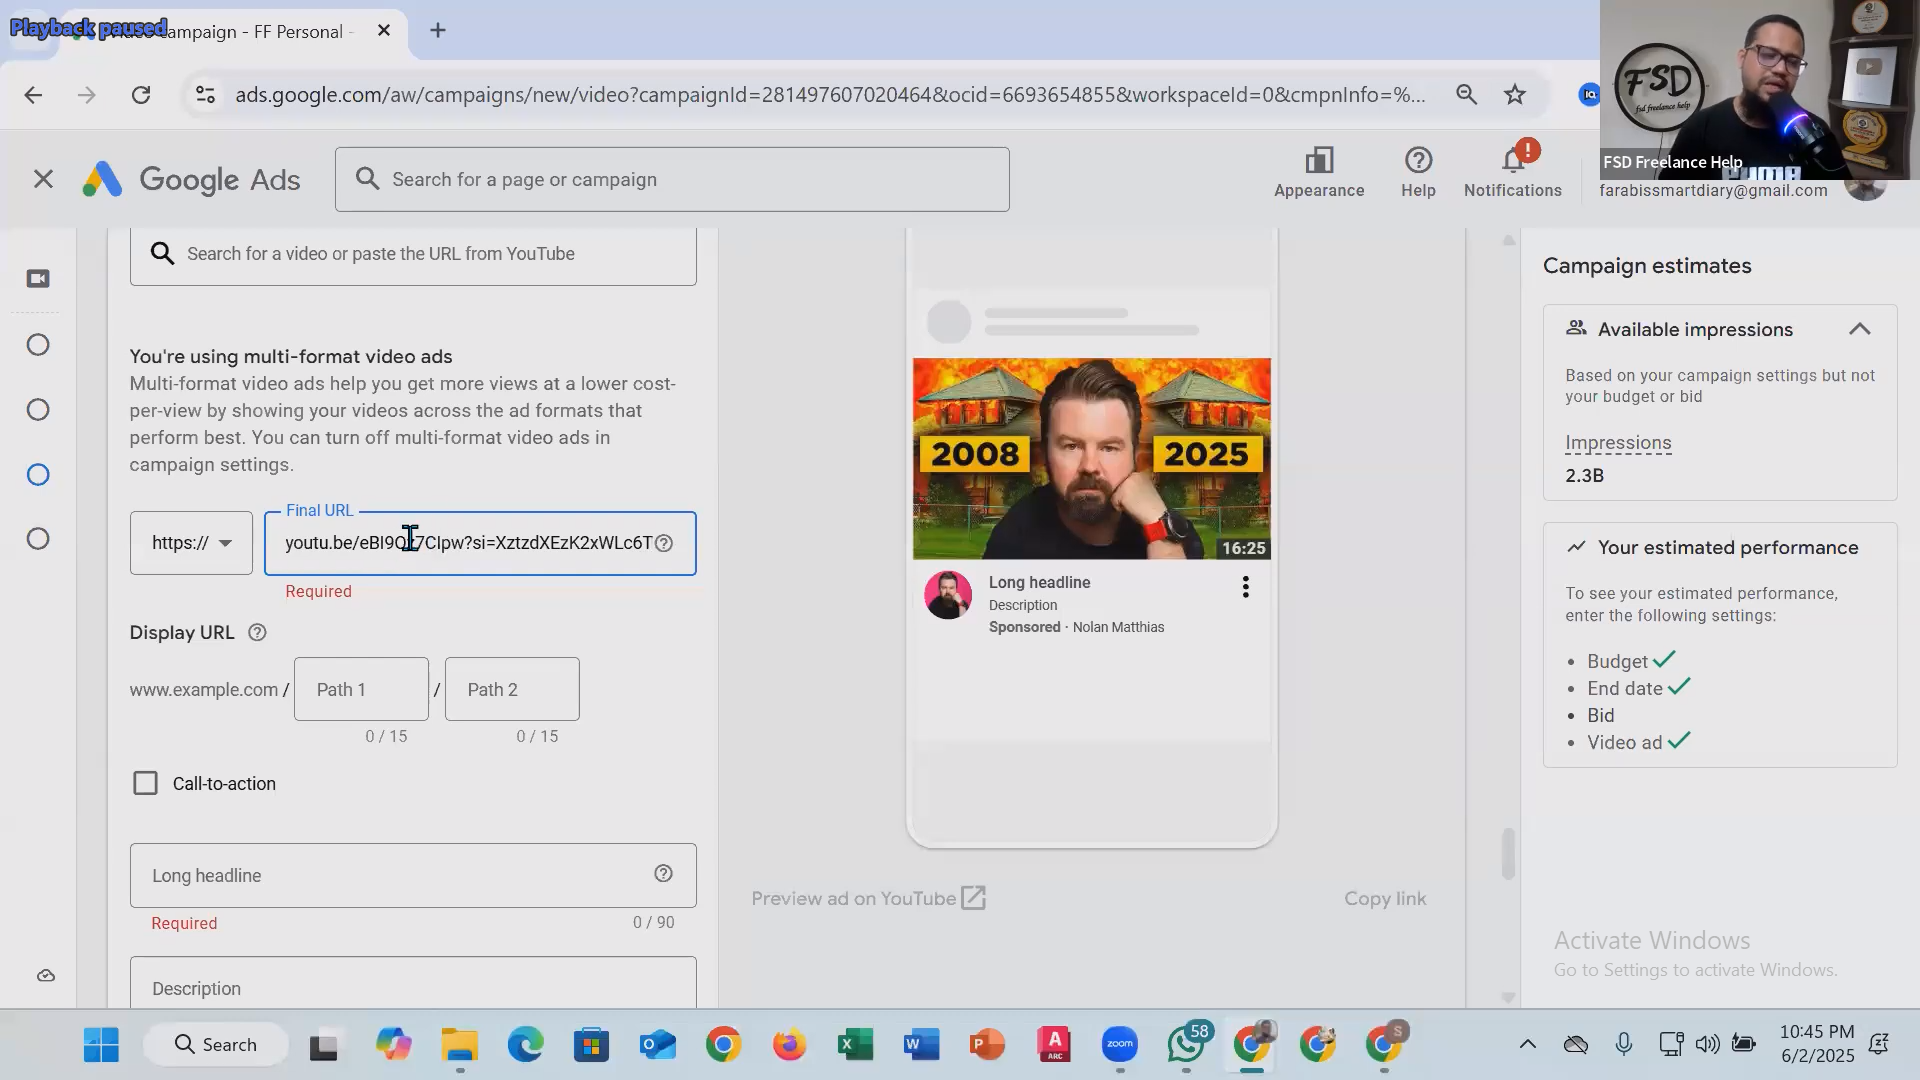 Playback paused
campaign - FF Personal -
ads.google.com/aw/campaigns/new/video?campaignId=281497607020464&ocid=6693654855&workspaceId=0&cmpnInfo=%...
Google Ads
Search for a page or campaign
Appearance
Help
Notifications
FSD
fsd freelance help
FSD Freelance Help
farabissmartdiary@gmail.com
Search for a video or paste the URL from YouTube
You're using multi-format video ads
Multi-format video ads help you get more views at a lower cost-
per-view by showing your videos across the ad formats that
perform best. You can turn off multi-format video ads in
campaign settings.
https://
Final URL
youtu.be/eBI9Qz7CIpw?si=XztzdXEzK2xWLc6T
Required
Display URL
www.example.com /
Path 1
/
Path 2
0 / 15
0 / 15
Call-to-action
Long headline
Required
0 / 90
Description
2008
2025
16:25
Long headline
Description
Sponsored · Nolan Matthias
Preview ad on YouTube
Copy link
Campaign estimates
Available impressions
Based on your campaign settings but not
your budget or bid
Impressions
2.3B
Your estimated performance
To see your estimated performance,
enter the following settings:
• Budget
• End date
• Bid
• Video ad
Activate Windows
Go to Settings to activate Windows.
Search
ARC
zoom
58
S
10:45 PM
6/2/2025